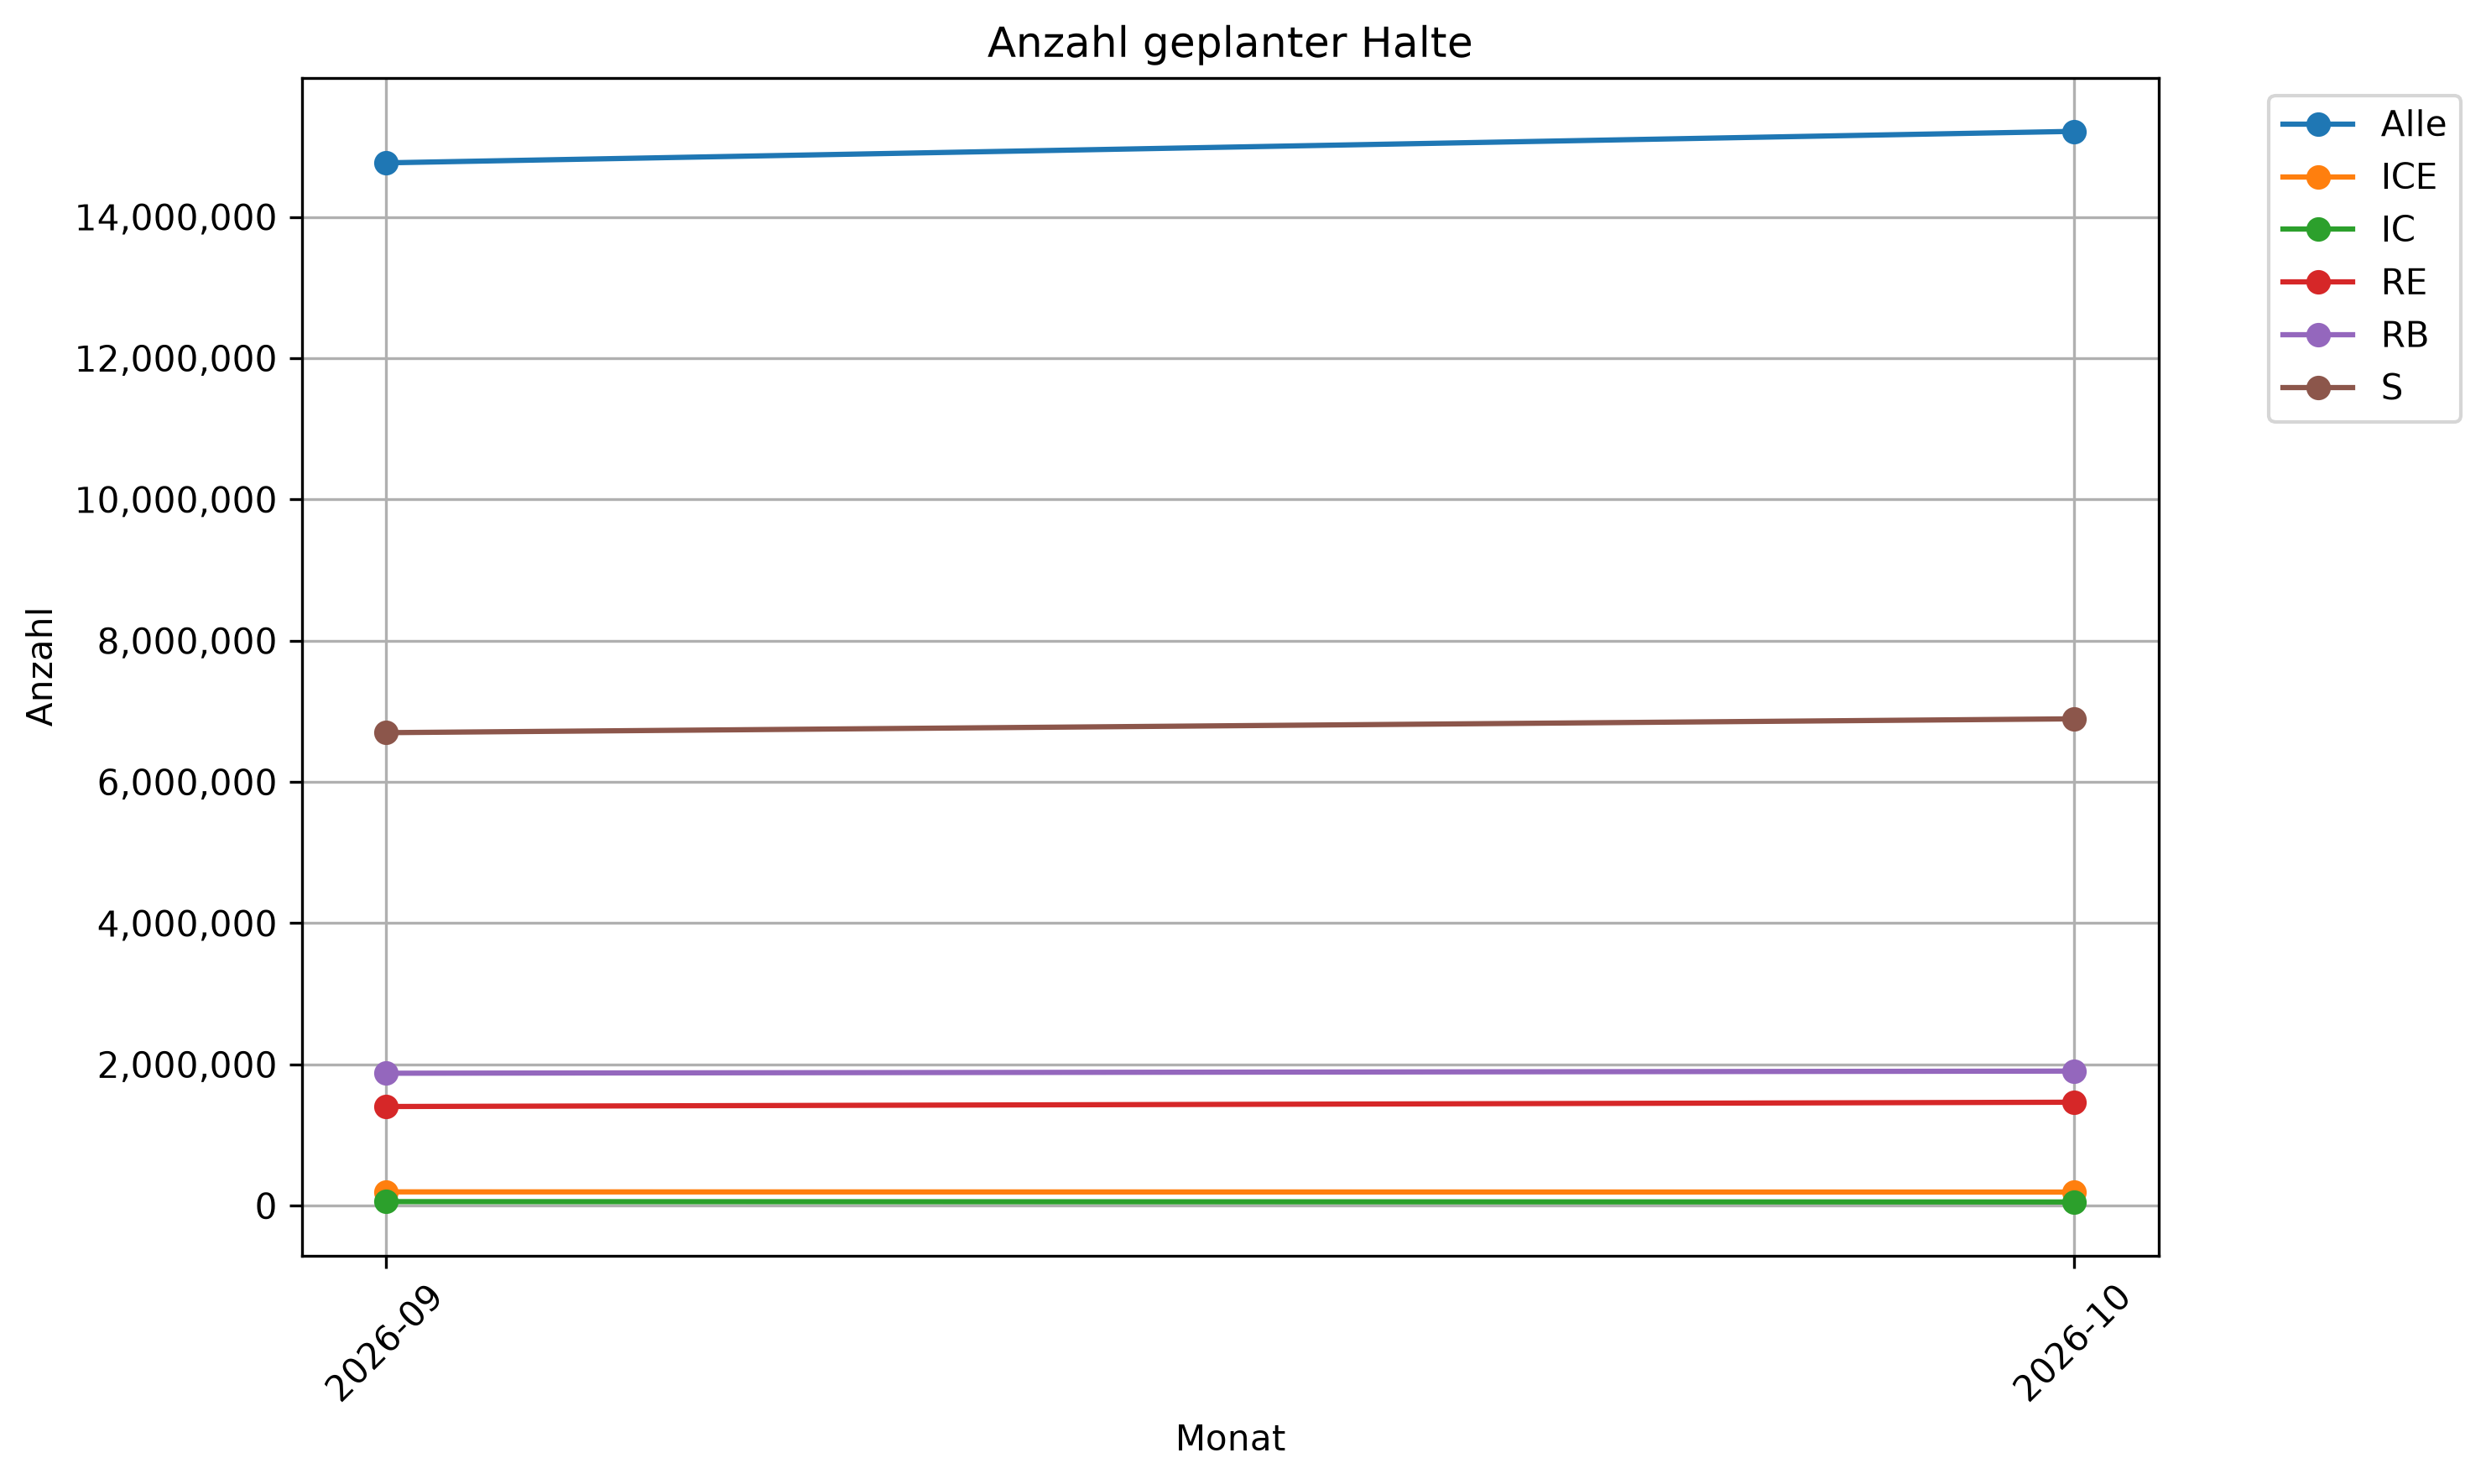 Anzahl geplanter Halte
Alle
ICE
IC
RE
RB
S
14,000,000
12,000,000
10,000,000
8,000,000
6,000,000
4,000,000
2,000,000
0
Anzahl
2026-09
2026-10
Monat